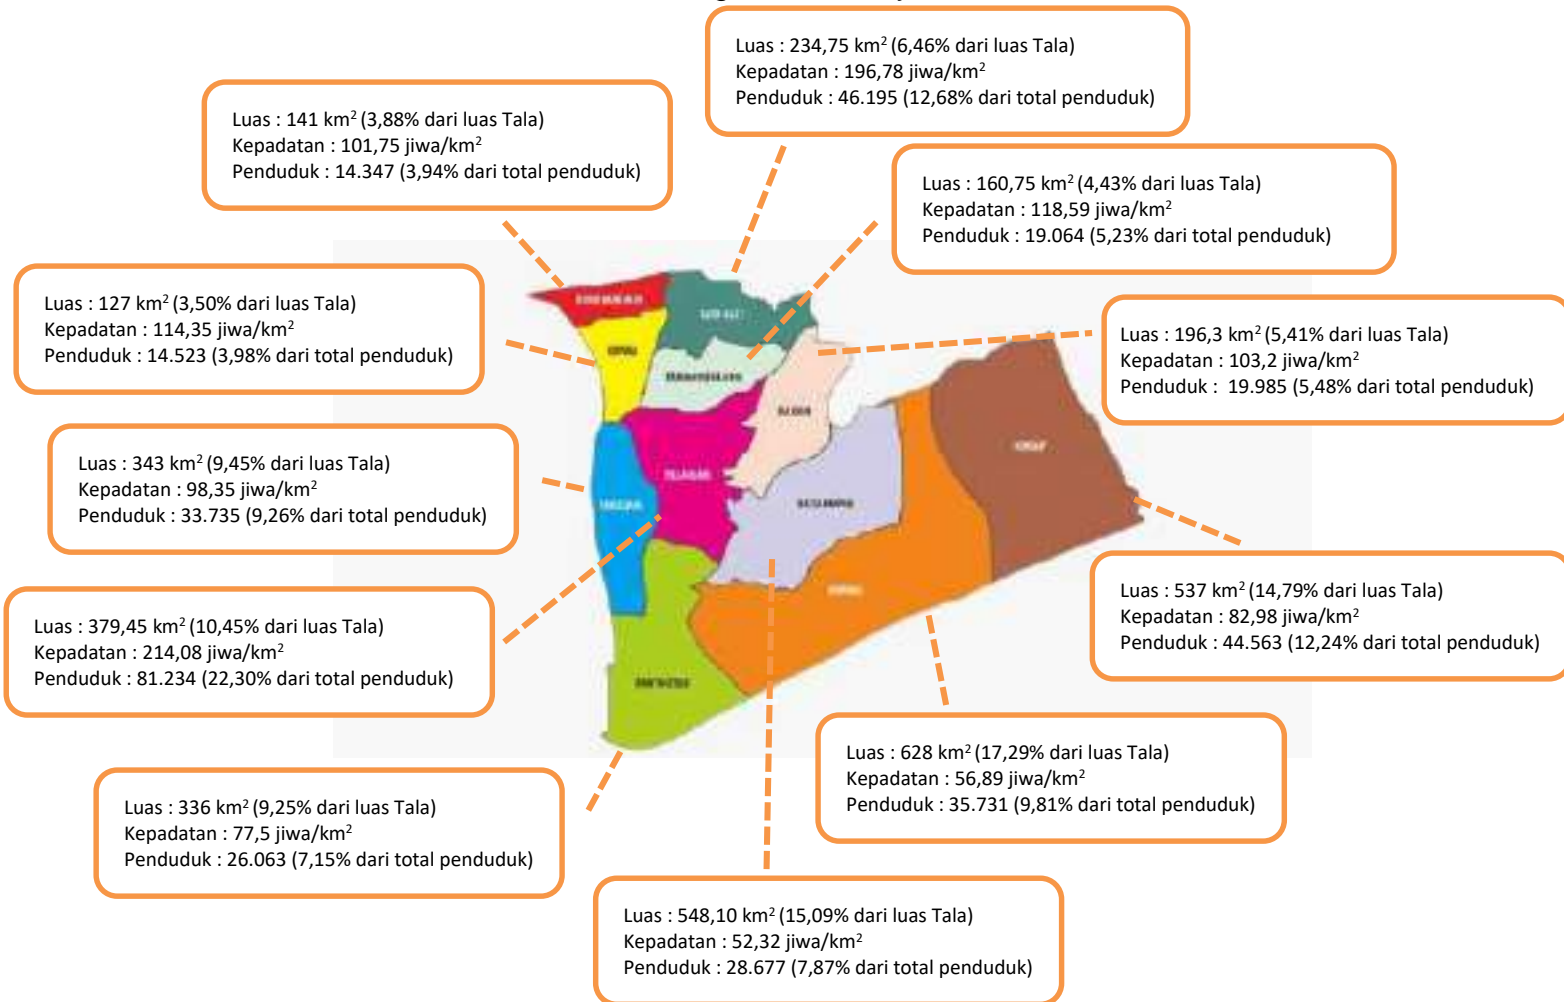 Luas : 234,75 km² (6,46% dari luas Tala)
Kepadatan : 196,78 jiwa/km²
Penduduk : 46.195 (12,68% dari total penduduk)
Luas : 141 km² (3,88% dari luas Tala)
Kepadatan : 101,75 jiwa/km²
Penduduk : 14.347 (3,94% dari total penduduk)
Luas : 160,75 km² (4,43% dari luas Tala)
Kepadatan : 118,59 jiwa/km²
Penduduk : 19.064 (5,23% dari total penduduk)
Luas : 127 km² (3,50% dari luas Tala)
Kepadatan : 114,35 jiwa/km²
Penduduk : 14.523 (3,98% dari total penduduk)
Luas : 196,3 km² (5,41% dari luas Tala)
Kepadatan : 103,2 jiwa/km²
Penduduk : 19.985 (5,48% dari total penduduk)
Luas : 343 km² (9,45% dari luas Tala)
Kepadatan : 98,35 jiwa/km²
Penduduk : 33.735 (9,26% dari total penduduk)
Luas : 537 km² (14,79% dari luas Tala)
Kepadatan : 82,98 jiwa/km²
Penduduk : 44.563 (12,24% dari total penduduk)
Luas : 379,45 km² (10,45% dari luas Tala)
Kepadatan : 214,08 jiwa/km²
Penduduk : 81.234 (22,30% dari total penduduk)
Luas : 628 km² (17,29% dari luas Tala)
Kepadatan : 56,89 jiwa/km²
Penduduk : 35.731 (9,81% dari total penduduk)
Luas : 336 km² (9,25% dari luas Tala)
Kepadatan : 77,5 jiwa/km²
Penduduk : 26.063 (7,15% dari total penduduk)
Luas : 548,10 km² (15,09% dari luas Tala)
Kepadatan : 52,32 jiwa/km²
Penduduk : 28.677 (7,87% dari total penduduk)